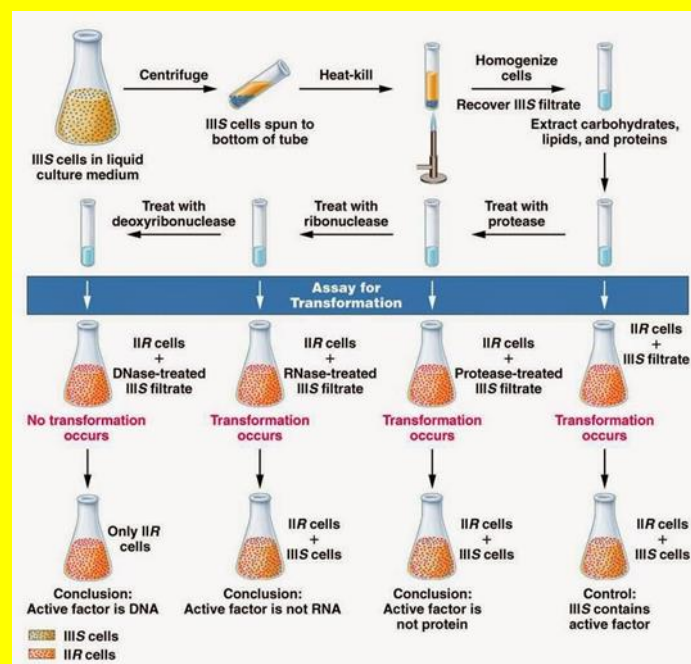 Centrifuge
Heat-kill
Homogenize
cells
Recover IIIS filtrate
IIIS cells in liquid
culture medium
IIIS cells spun to
bottom of tube
Extract carbohydrates,
lipids, and proteins
Treat with
deoxyribonuclease
Treat with
ribonuclease
Treat with
protease
Assay for
Transformation
IIR cells
+
DNase-treated
IIIS filtrate
IIR cells
+
RNase-treated
IIIS filtrate
IIR cells
+
Protease-treated
IIIS filtrate
IIR cells
+
IIIS filtrate
No transformation
occurs
Transformation
occurs
Transformation
occurs
Transformation
occurs
Only IIR
cells
IIR cells
+
IIIS cells
IIR cells
+
IIIS cells
IIR cells
+
IIIS cells
Conclusion:
Active factor is DNA
Conclusion:
Active factor is not RNA
Conclusion:
Active factor is
not protein
Control:
IIIS contains
active factor
IIIS cells
IIR cells